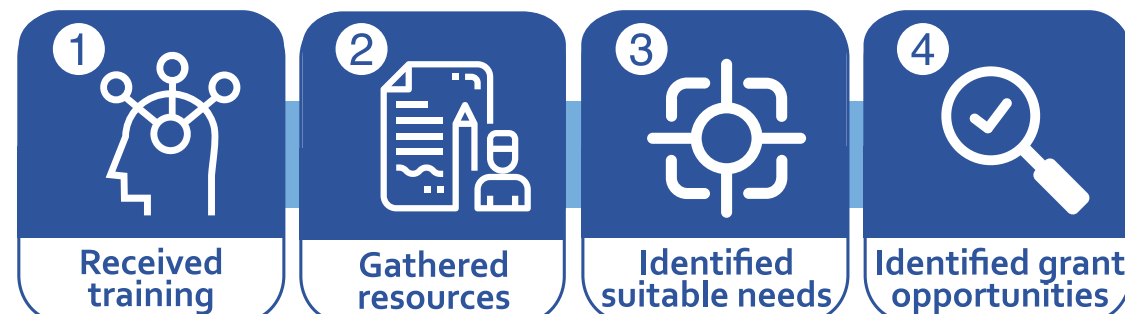 1
Received
training
2
Gathered
resources
3
Identified
suitable needs
4
Identified grant
opportunities